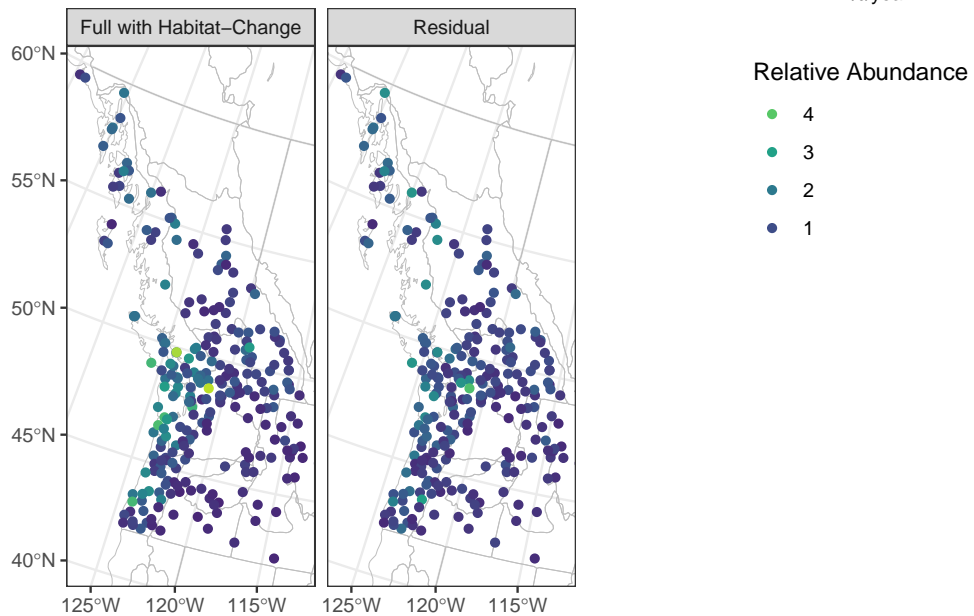 Full with Habitat−Change
Residual
60°N
55°N
50°N
45°N
40°N
125°W 120°W 115°W
125°W 120°W 115°W
Relative Abundance
4
3
2
1